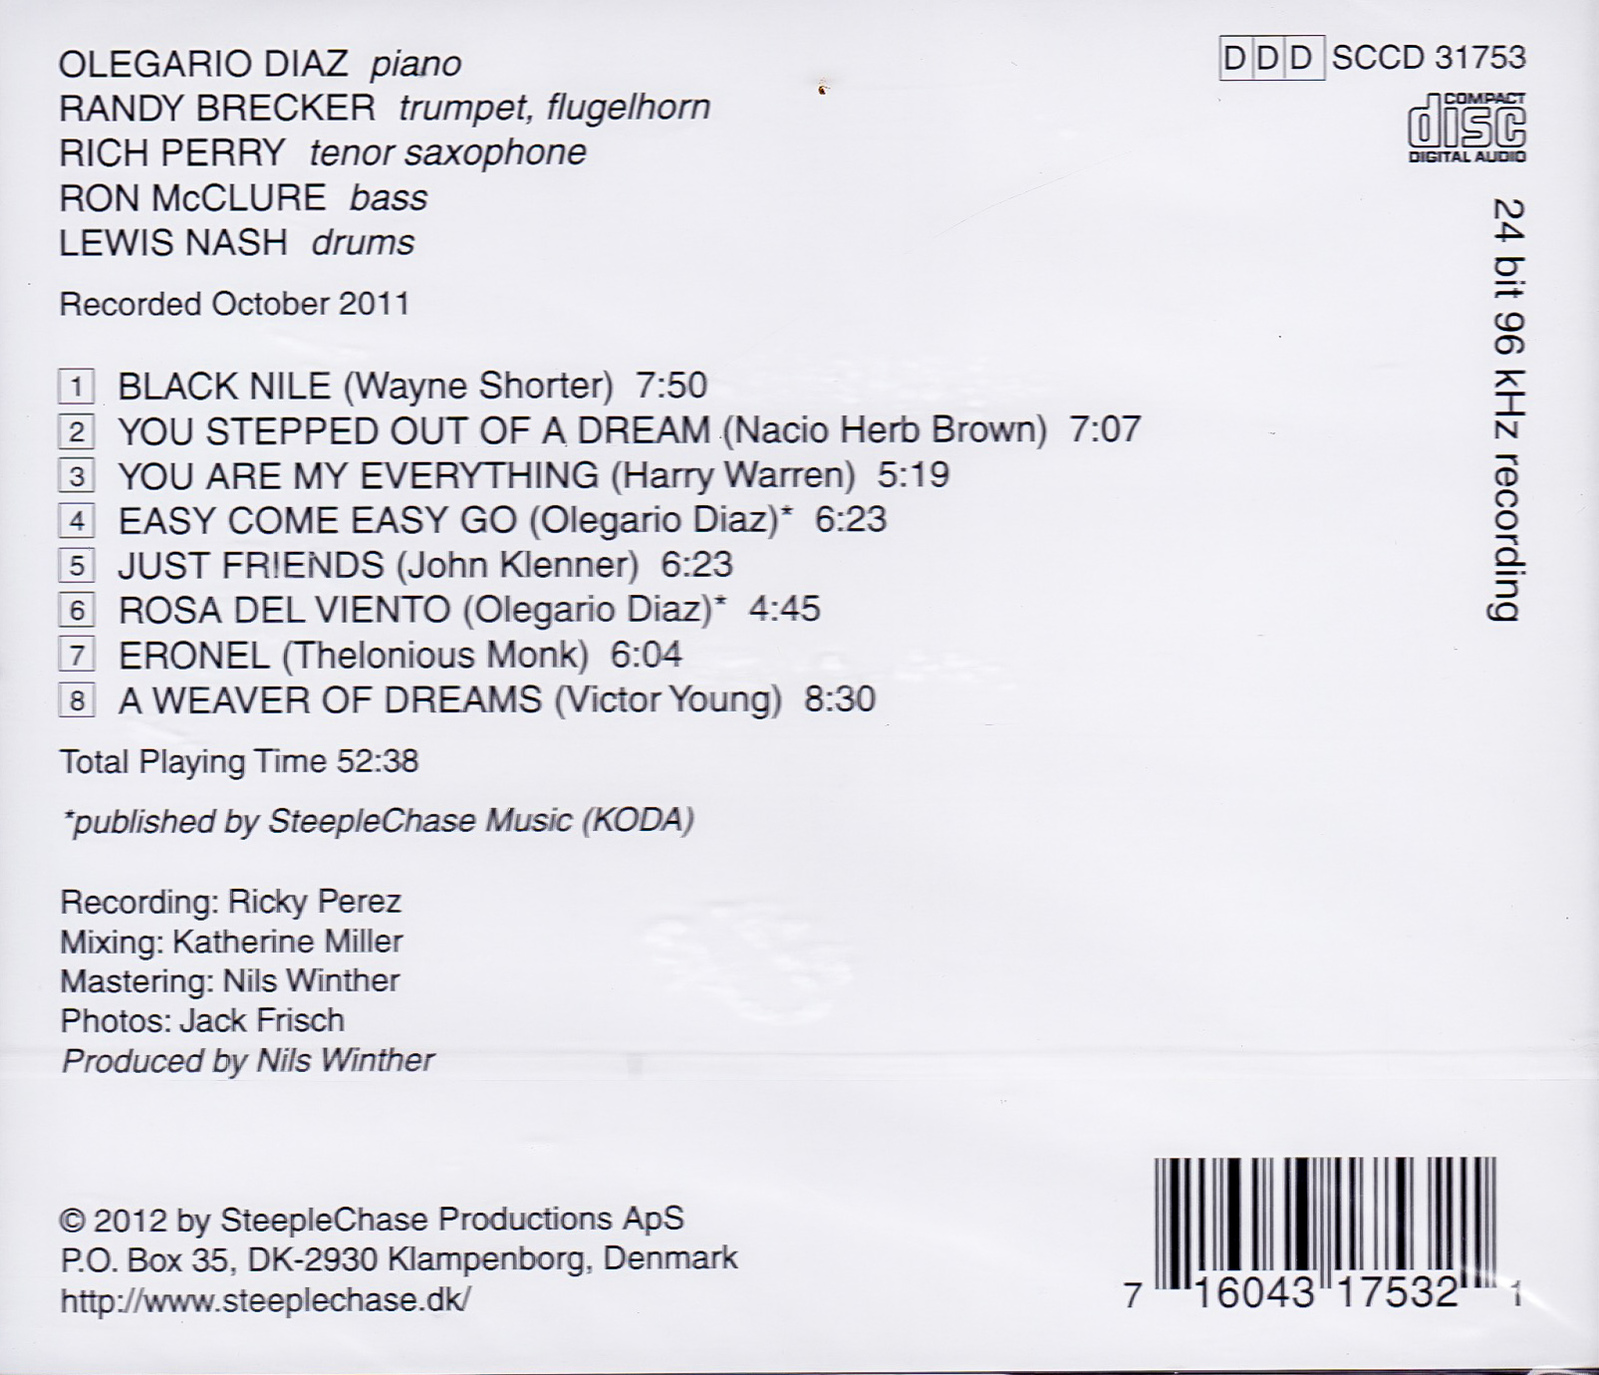 OLEGARIO DIAZ piano
RANDY BRECKER trumpet, flugelhorn
RICH PERRY tenor saxophone
RON McCLURE bass
LEWIS NASH drums
Recorded October 2011
DDD SCCD 31753
COMPACT
disc
DIGITAL AUDIO
24 bit 96 kHz recording
1 BLACK NILE (Wayne Shorter) 7:50
2 YOU STEPPED OUT OF A DREAM (Nacio Herb Brown) 7:07
3 YOU ARE MY EVERYTHING (Harry Warren) 5:19
4 EASY COME EASY GO (Olegario Diaz)* 6:23
5 JUST FRIENDS (John Klenner) 6:23
6 ROSA DEL VIENTO (Olegario Diaz)* 4:45
7 ERONEL (Thelonious Monk) 6:04
8 A WEAVER OF DREAMS (Victor Young) 8:30
Total Playing Time 52:38
*published by SteepleChase Music (KODA)
Recording: Ricky Perez
Mixing: Katherine Miller
Mastering: Nils Winther
Photos: Jack Frisch
Produced by Nils Winther
© 2012 by SteepleChase Productions ApS
P.O. Box 35, DK-2930 Klampenborg, Denmark
http://www.steeplechase.dk/
7 16043 17532 1